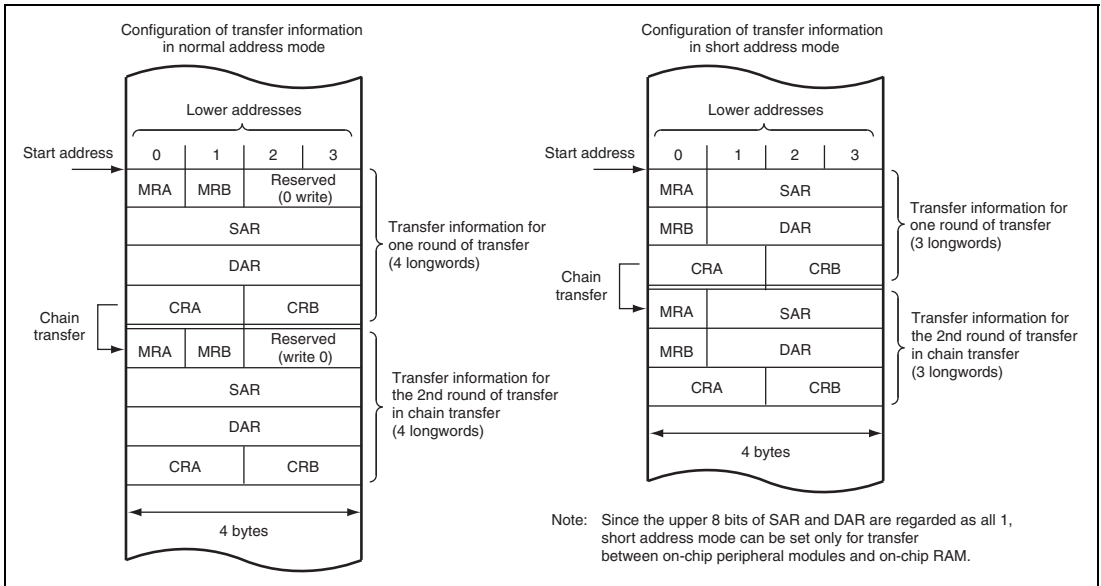 Configuration of transfer information
in normal address mode
Lower addresses
Start address
0 1 2 3
MRA MRB Reserved
(0 write)
SAR
DAR
CRA CRB
Transfer information for
one round of transfer
(4 longwords)
Chain
transfer
MRA MRB Reserved
(write 0)
SAR
DAR
CRA CRB
Transfer information for
the 2nd round of transfer
in chain transfer
(4 longwords)
4 bytes
Configuration of transfer information
in short address mode
Lower addresses
Start address
0 1 2 3
MRA SAR
MRB DAR
CRA CRB
Transfer information for
one round of transfer
(3 longwords)
Chain
transfer
MRA SAR
MRB DAR
CRA CRB
Transfer information for
the 2nd round of transfer
in chain transfer
(3 longwords)
4 bytes
Note: Since the upper 8 bits of SAR and DAR are regarded as all 1,
short address mode can be set only for transfer
between on-chip peripheral modules and on-chip RAM.